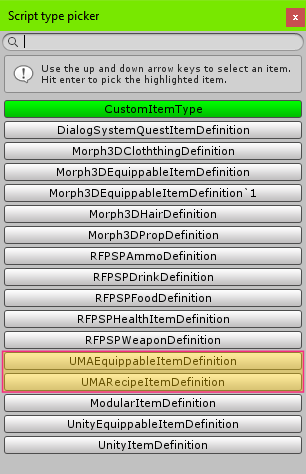 Script type picker
x
Use the up and down arrow keys to select an item.
Hit enter to pick the highlighted item.
CustomItemType
DialogSystemQuestItemDefinition
Morph3DCloththingDefinition
Morph3DEquippableItemDefinition
Morph3DEquippableItemDefinition`1
Morph3DHairDefinition
Morph3DPropDefinition
RFPSPAmmoDefinition
RFPSPDrinkDefinition
RFPSPFoodDefinition
RFPSPHealthItemDefinition
RFPSPWeaponDefinition
UMAEquippableItemDefinition
UMARecipeItemDefinition
ModularItemDefinition
UnityEquippableItemDefinition
UnityItemDefinition